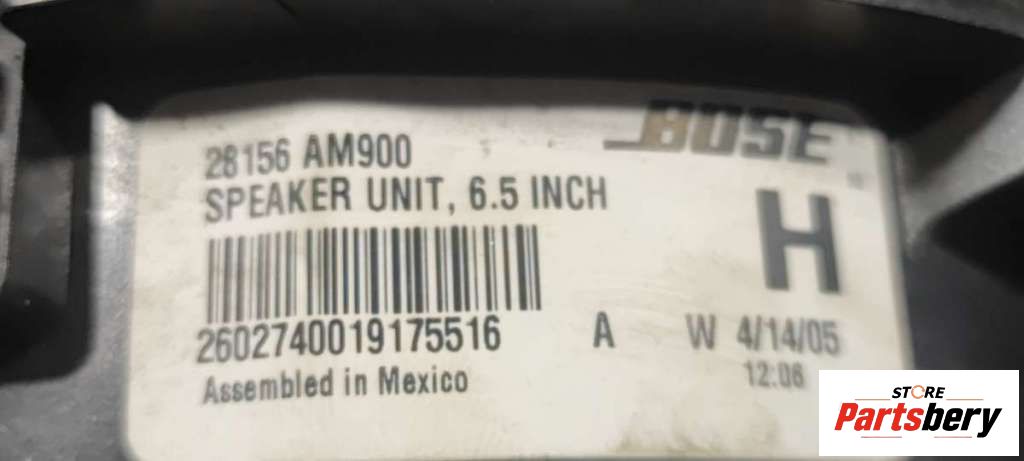 BOSE
28156 AM900
SPEAKER UNIT, 6.5 INCH
H
2602740019175516
A W 4/14/05
12:06
Assembled in Mexico
STORE
Partsbery